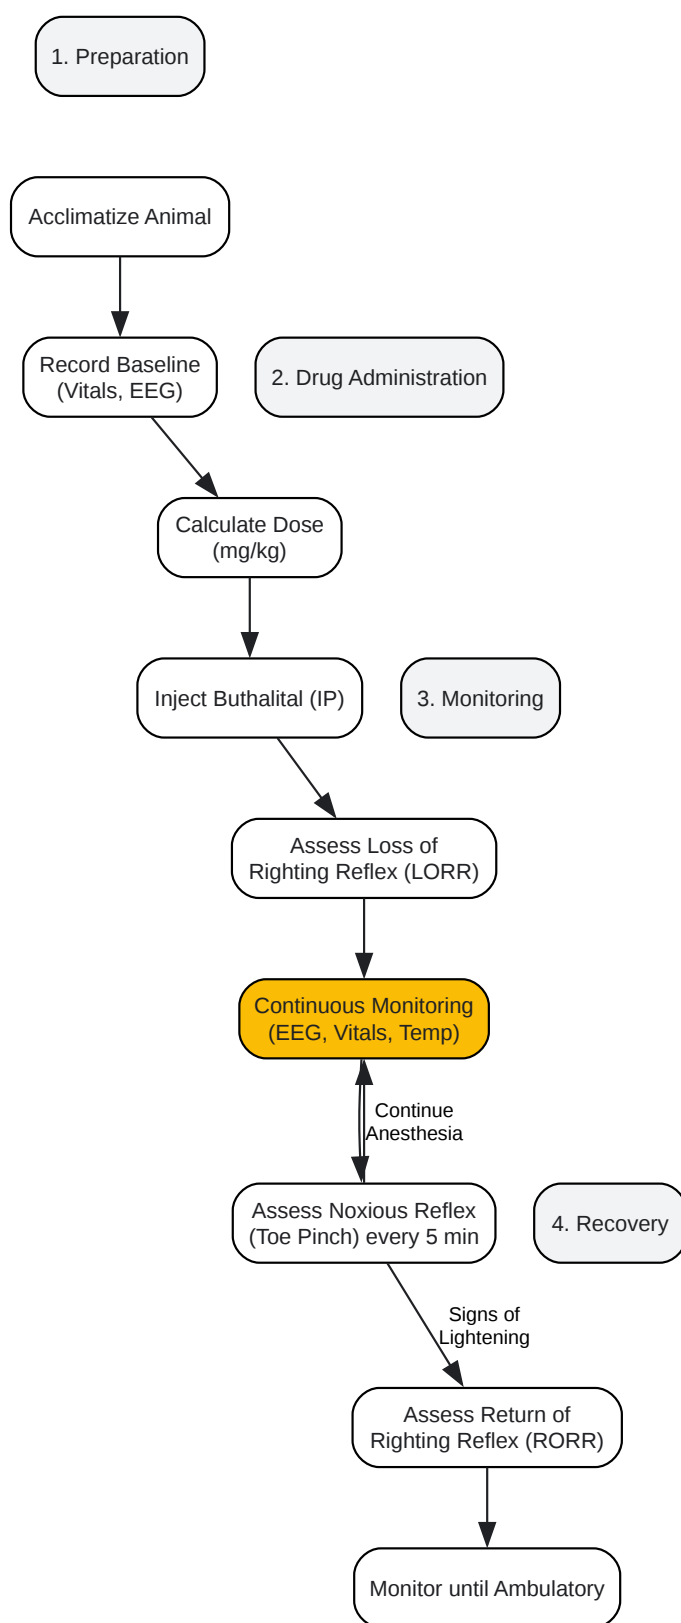 1. Preparation
Acclimatize Animal
Record Baseline
(Vitals, EEG)
2. Drug Administration
Calculate Dose
(mg/kg)
Inject Buthalital (IP)
3. Monitoring
Assess Loss of
Righting Reflex (LORR)
Continuous Monitoring
(EEG, Vitals, Temp)
Continue
Anesthesia
Assess Noxious Reflex
(Toe Pinch) every 5 min
4. Recovery
Signs of
Lightening
Assess Return of
Righting Reflex (RORR)
Monitor until Ambulatory